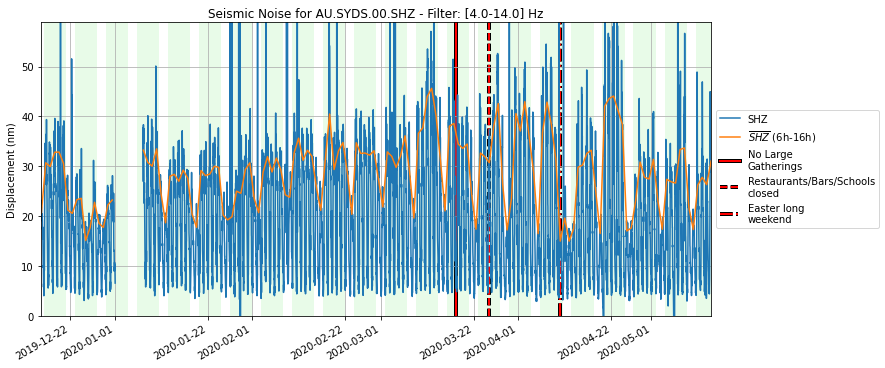 Seismic Noise for AU.SYDS.00.SHZ - Filter: [4.0-14.0] Hz
Displacement (nm)
50
40
30
20
10
0
2019-12-22
2020-01-01
2020-01-22
2020-02-01
2020-02-22
2020-03-01
2020-03-22
2020-04-01
2020-04-22
2020-05-01
SHZ
SHZ (6h-16h)
No Large
Gatherings
Restaurants/Bars/Schools
closed
Easter long
weekend